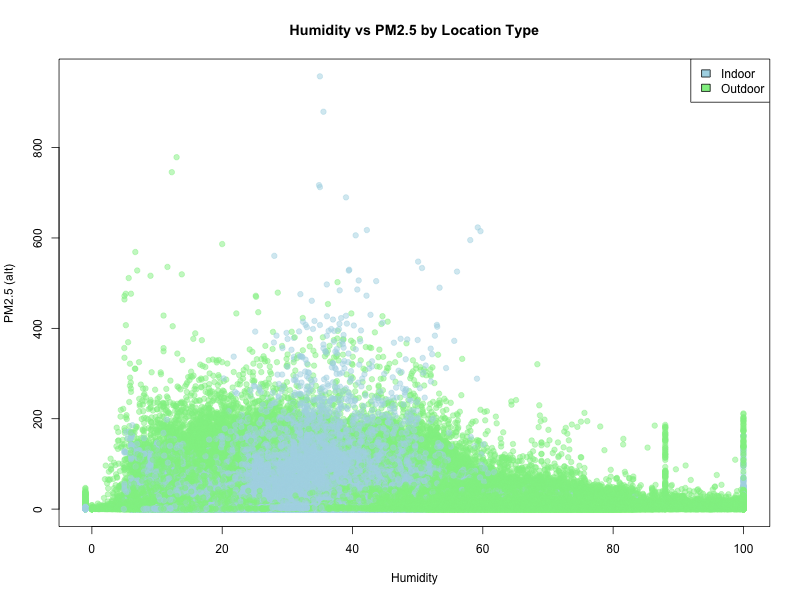 Humidity vs PM2.5 by Location Type
Indoor
Outdoor
PM2.5 (alt)
800
600
400
200
0
0 20 40 60 80 100
Humidity